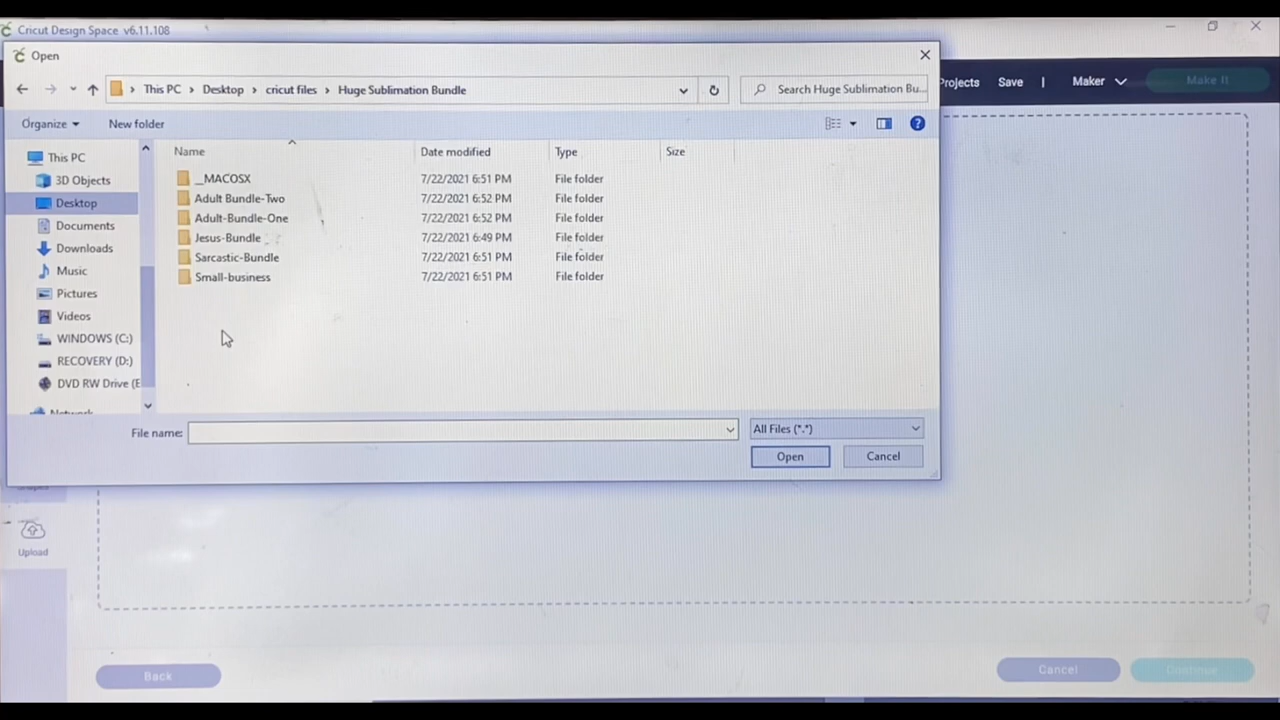 Cricut Design Space v6.11.108
Open
This PC > Desktop > cricut files > Huge Sublimation Bundle
Search Huge Sublimation Bu...
Projects
Save | Maker
Make It
Organize
New folder
Name Date modified Type Size
__MACOSX 7/22/2021 6:51 PM File folder
Adult Bundle-Two 7/22/2021 6:52 PM File folder
Adult-Bundle-One 7/22/2021 6:52 PM File folder
Jesus-Bundle 7/22/2021 6:49 PM File folder
Sarcastic-Bundle 7/22/2021 6:51 PM File folder
Small-business 7/22/2021 6:51 PM File folder
This PC
3D Objects
Desktop
Documents
Downloads
Music
Pictures
Videos
WINDOWS (C:)
RECOVERY (D:)
DVD RW Drive (E
Network
File name:
All Files (*.*)
Open
Cancel
Upload
Back
Cancel
Continue